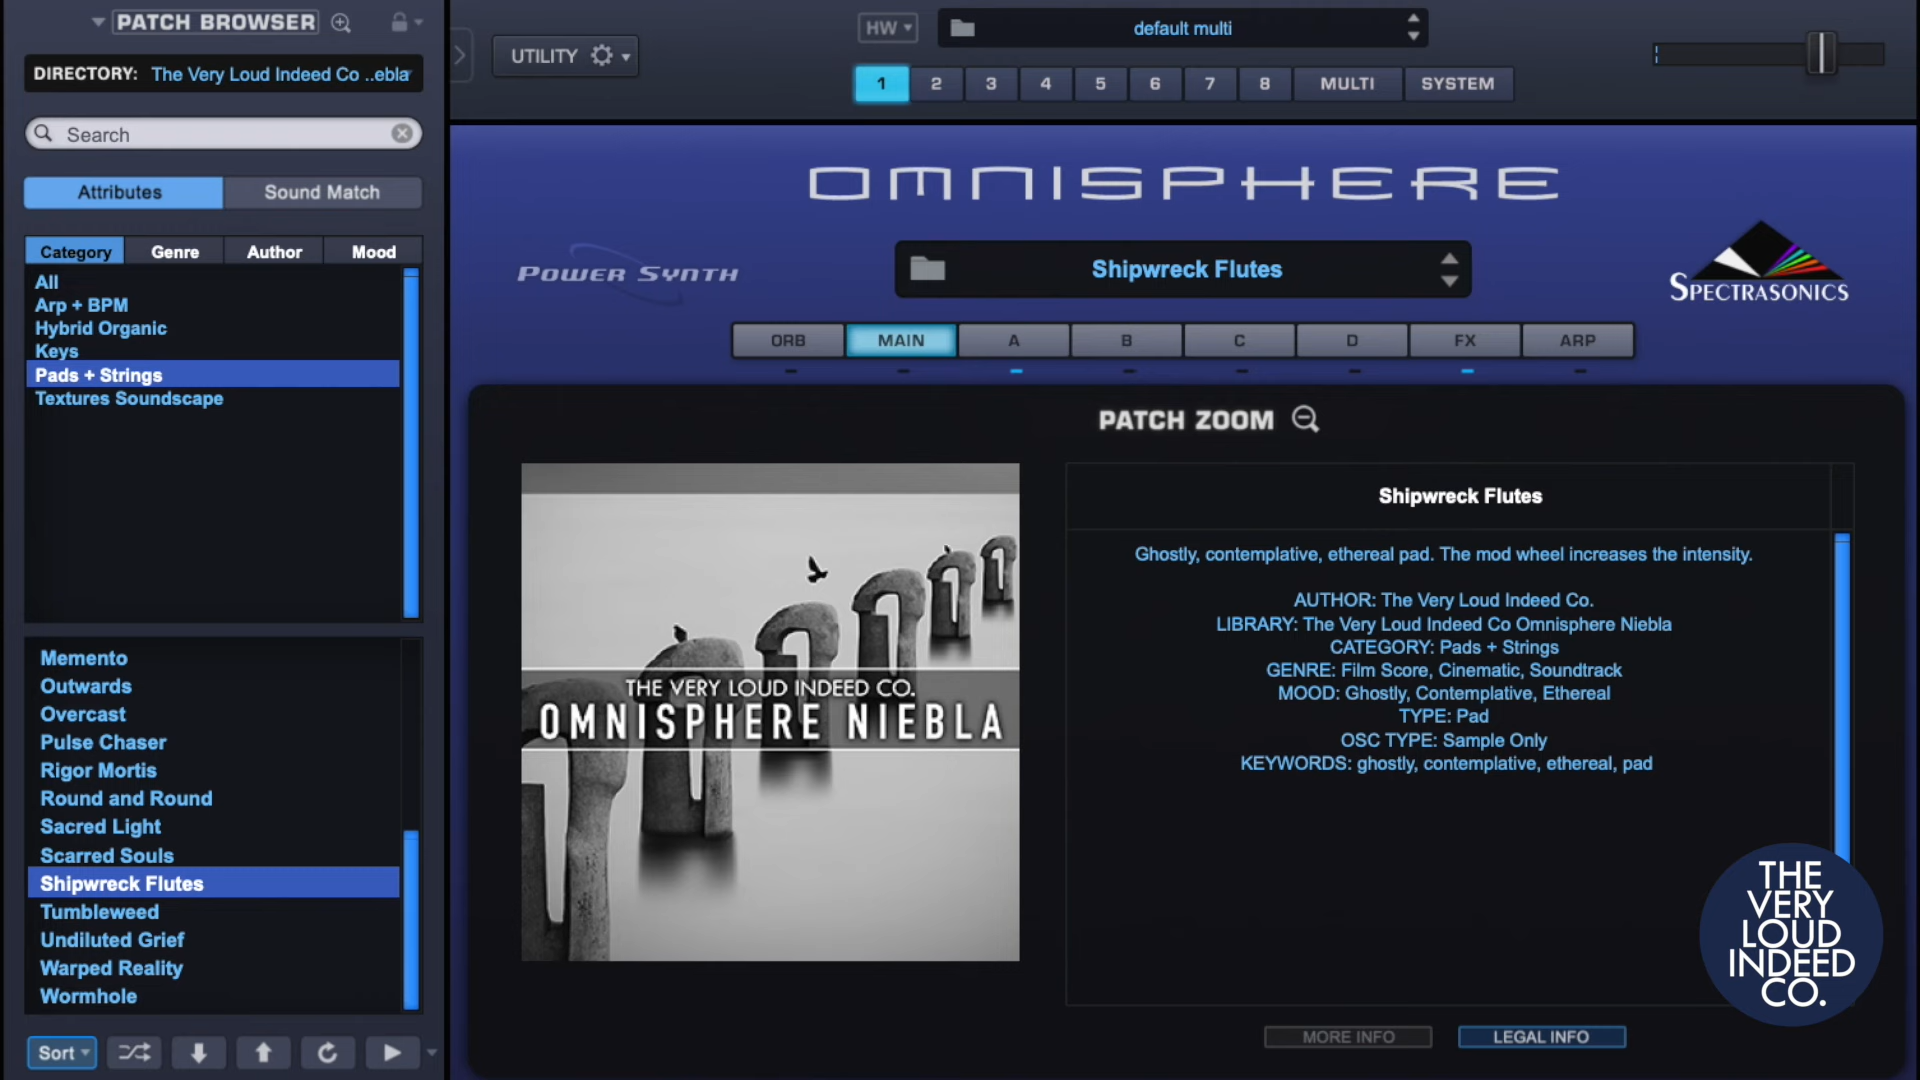 PATCH BROWSER
DIRECTORY: The Very Loud Indeed Co ..ebla
Search
Attributes
Sound Match
Category
Genre
Author
Mood
All
Arp + BPM
Hybrid Organic
Keys
Pads + Strings
Textures Soundscape
Memento
Outwards
Overcast
Pulse Chaser
Rigor Mortis
Round and Round
Sacred Light
Scarred Souls
Shipwreck Flutes
Tumbleweed
Undiluted Grief
Warped Reality
Wormhole
Sort
UTILITY
HW
default multi
1 2 3 4 5 6 7 8 MULTI SYSTEM
OMNISPHERE
POWER SYNTH
Shipwreck Flutes
SPECTRASONICS
ORB MAIN A B C D FX ARP
PATCH ZOOM
THE VERY LOUD INDEED CO.
OMNISPHERE NIEBLA
Shipwreck Flutes
Ghostly, contemplative, ethereal pad. The mod wheel increases the intensity.
AUTHOR: The Very Loud Indeed Co.
LIBRARY: The Very Loud Indeed Co Omnisphere Niebla
CATEGORY: Pads + Strings
GENRE: Film Score, Cinematic, Soundtrack
MOOD: Ghostly, Contemplative, Ethereal
TYPE: Pad
OSC TYPE: Sample Only
KEYWORDS: ghostly, contemplative, ethereal, pad
MORE INFO
LEGAL INFO
THE
VERY
LOUD
INDEED
CO.